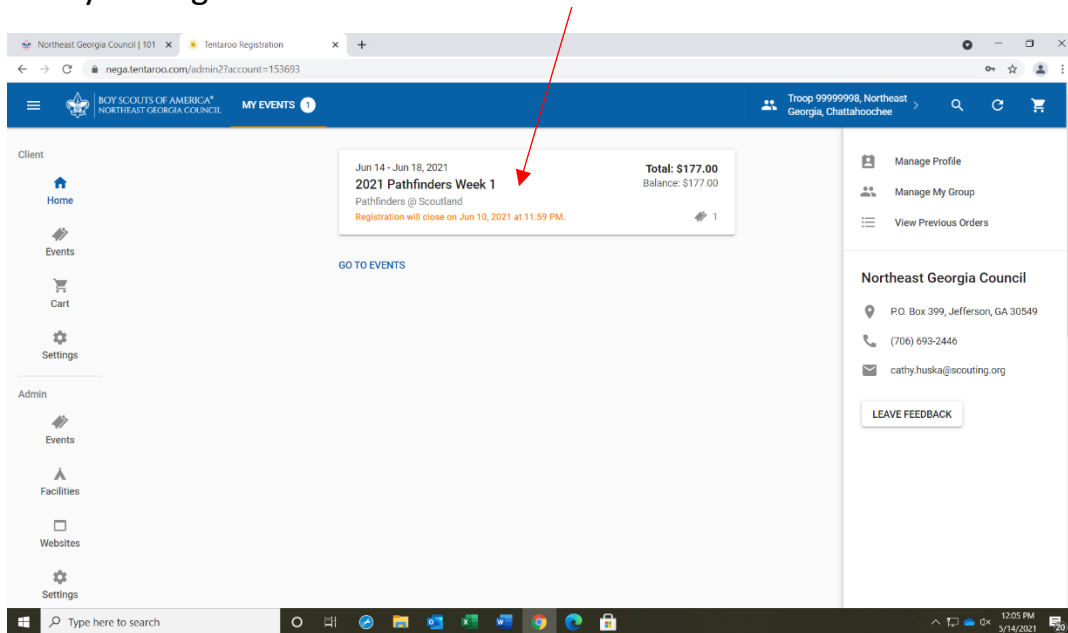 Northeast Georgia Council | 101
Tentaroo Registration
nega.tentaroo.com/admin2?account=153693
BOY SCOUTS OF AMERICA®
NORTHEAST GEORGIA COUNCIL
MY EVENTS 1
Troop 99999998, Northeast
Georgia, Chattahoochee
Client
Home
Events
Cart
Settings
Admin
Events
Facilities
Websites
Settings
Jun 14 - Jun 18, 2021
Total: $177.00
2021 Pathfinders Week 1
Balance: $177.00
Pathfinders @ Scoutland
Registration will close on Jun 10, 2021 at 11:59 PM.
1
GO TO EVENTS
Manage Profile
Manage My Group
View Previous Orders
Northeast Georgia Council
P.O. Box 399, Jefferson, GA 30549
(706) 693-2446
cathy.huska@scouting.org
LEAVE FEEDBACK
Type here to search
12:05 PM
5/14/2021
20